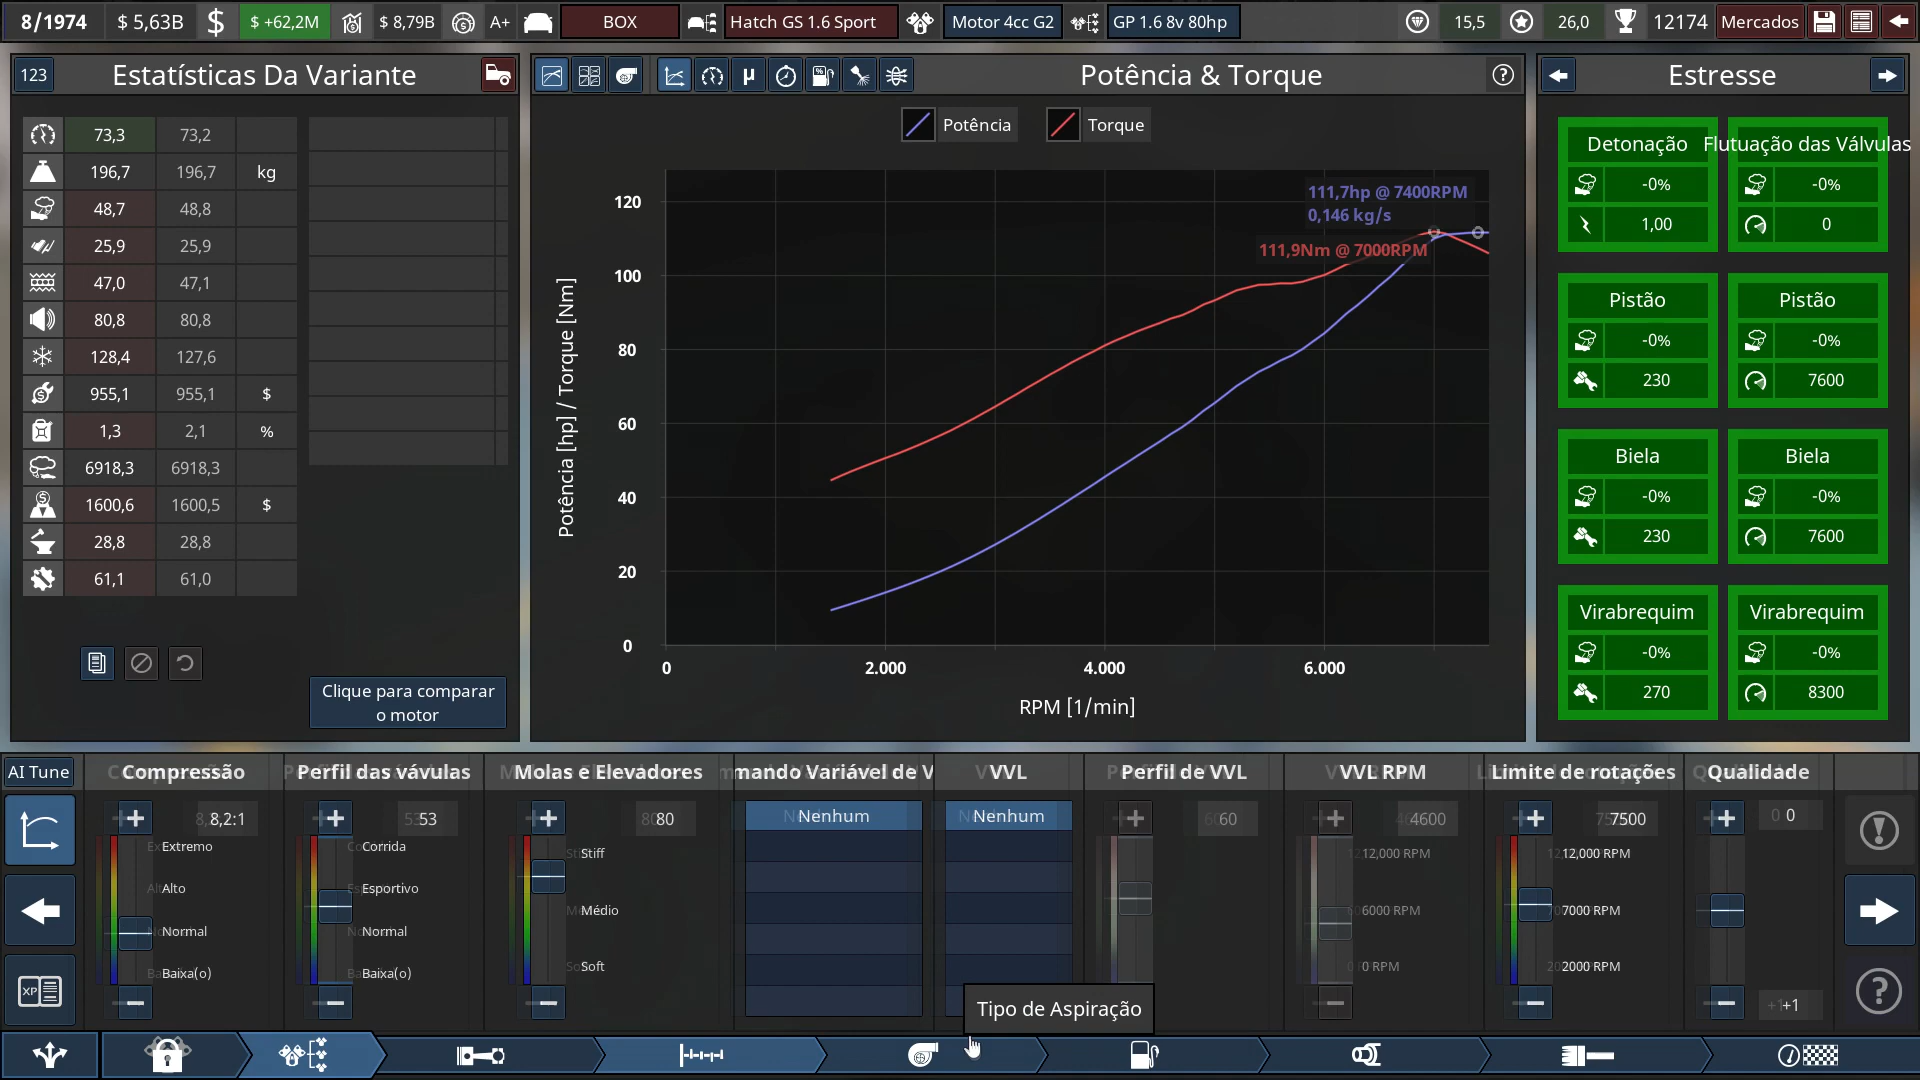 8/1974
$ 5,63B
$ +62,2M
$ 8,79B
A+
BOX
Hatch GS 1.6 Sport
Motor 4cc G2
GP 1.6 8v 80hp
15,5
26,0
12174
Mercados
123
Estatísticas Da Variante
73,3 73,2
196,7 196,7 kg
48,7 48,8
25,9 25,9
47,0 47,1
80,8 80,8
128,4 127,6
955,1 955,1 $
1,3 2,1 %
6918,3 6918,3
1600,6 1600,5 $
28,8 28,8
61,1 61,0
Clique para comparar
o motor
μ
Potência & Torque
?
Potência
Torque
Potência [hp] / Torque [Nm]
120
100
80
60
40
20
0
111,7hp @ 7400RPM
0,146 kg/s
111,9Nm @ 7000RPM
0 2.000 4.000 6.000
RPM [1/min]
Estresse
Detonação
-0%
1,00
Flutuação das Válvulas
-0%
0
Pistão
-0%
230
Pistão
-0%
7600
Biela
-0%
230
Biela
-0%
7600
Virabrequim
-0%
270
Virabrequim
-0%
8300
AI Tune
XP
Compressão
8,2:1
Extremo
Alto
Normal
Baixa(o)
Perfil das vávulas
53
Corrida
Esportivo
Normal
Baixa(o)
Molas e Elevadores
80
Stiff
Médio
Soft
mando Variável de V
Nenhum
VVL
Nenhum
Perfil de VVL
60
VVL RPM
4600
12,000 RPM
6000 RPM
0 RPM
Limite de rotações
7500
12,000 RPM
7000 RPM
2000 RPM
Qualidade
0
+1
?
Tipo de Aspiração